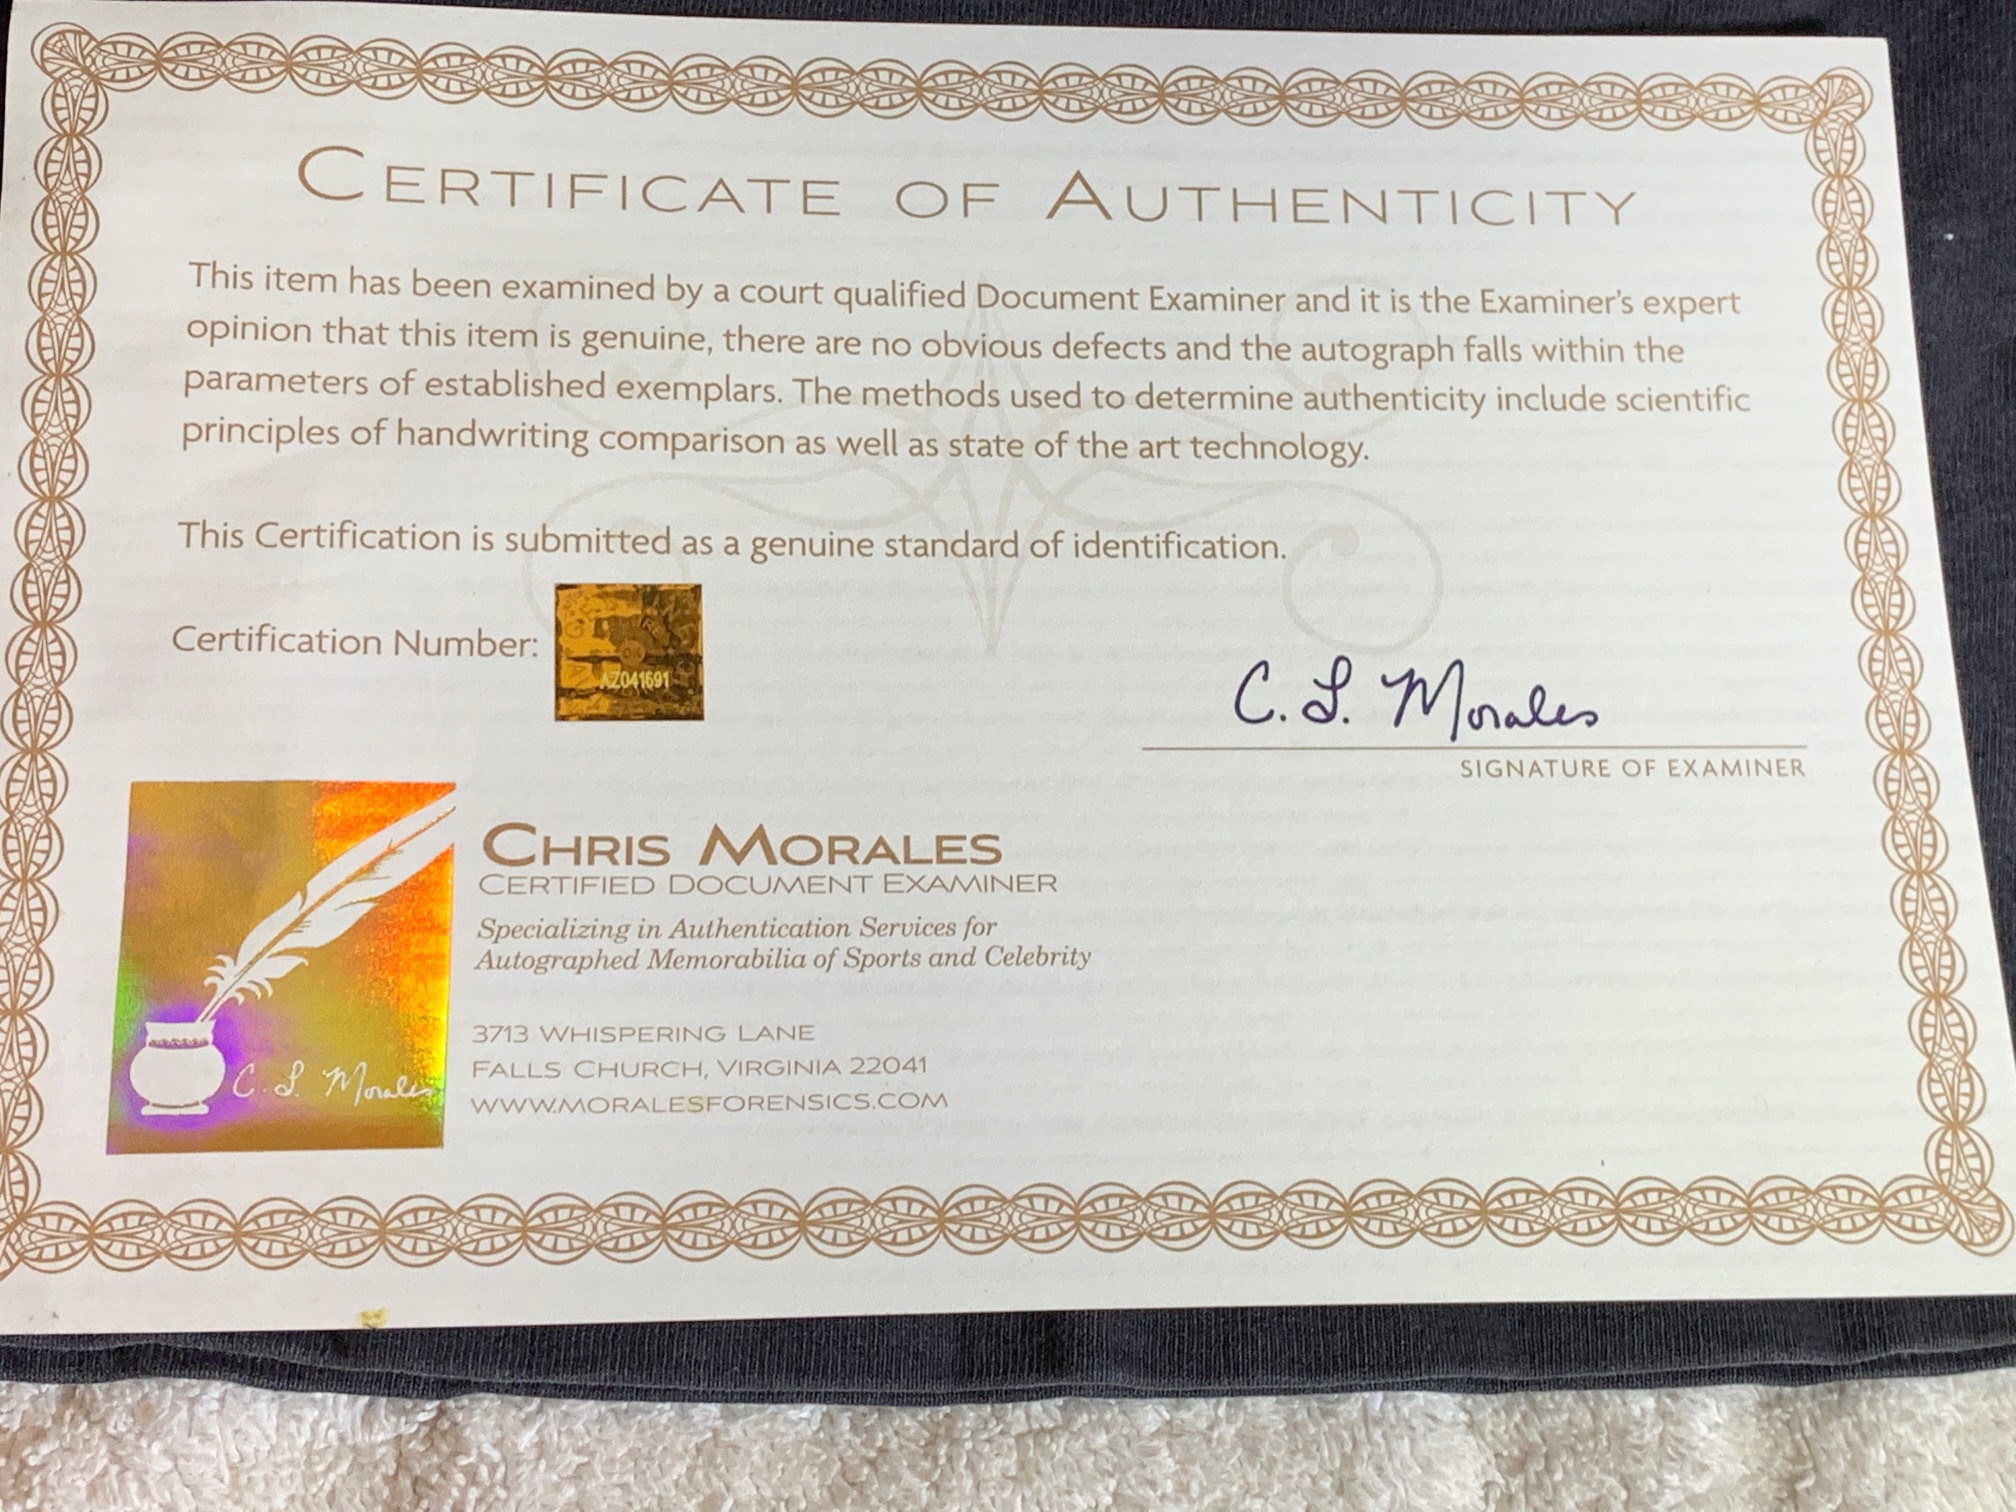 CERTIFICATE OF AUTHENTICITY
This item has been examined by a court qualified Document Examiner and it is the Examiner's expert
opinion that this item is genuine, there are no obvious defects and the autograph falls within the
parameters of established exemplars. The methods used to determine authenticity include scientific
principles of handwriting comparison as well as state of the art technology.
This Certification is submitted as a genuine standard of identification.
Certification Number:
AZ041691
C. L. Morales
SIGNATURE OF EXAMINER
CHRIS MORALES
CERTIFIED DOCUMENT EXAMINER
Specializing in Authentication Services for
Autographed Memorabilia of Sports and Celebrity
3713 WHISPERING LANE
FALLS CHURCH, VIRGINIA 22041
WWW.MORALESFORENSICS.COM
C. L. Morales